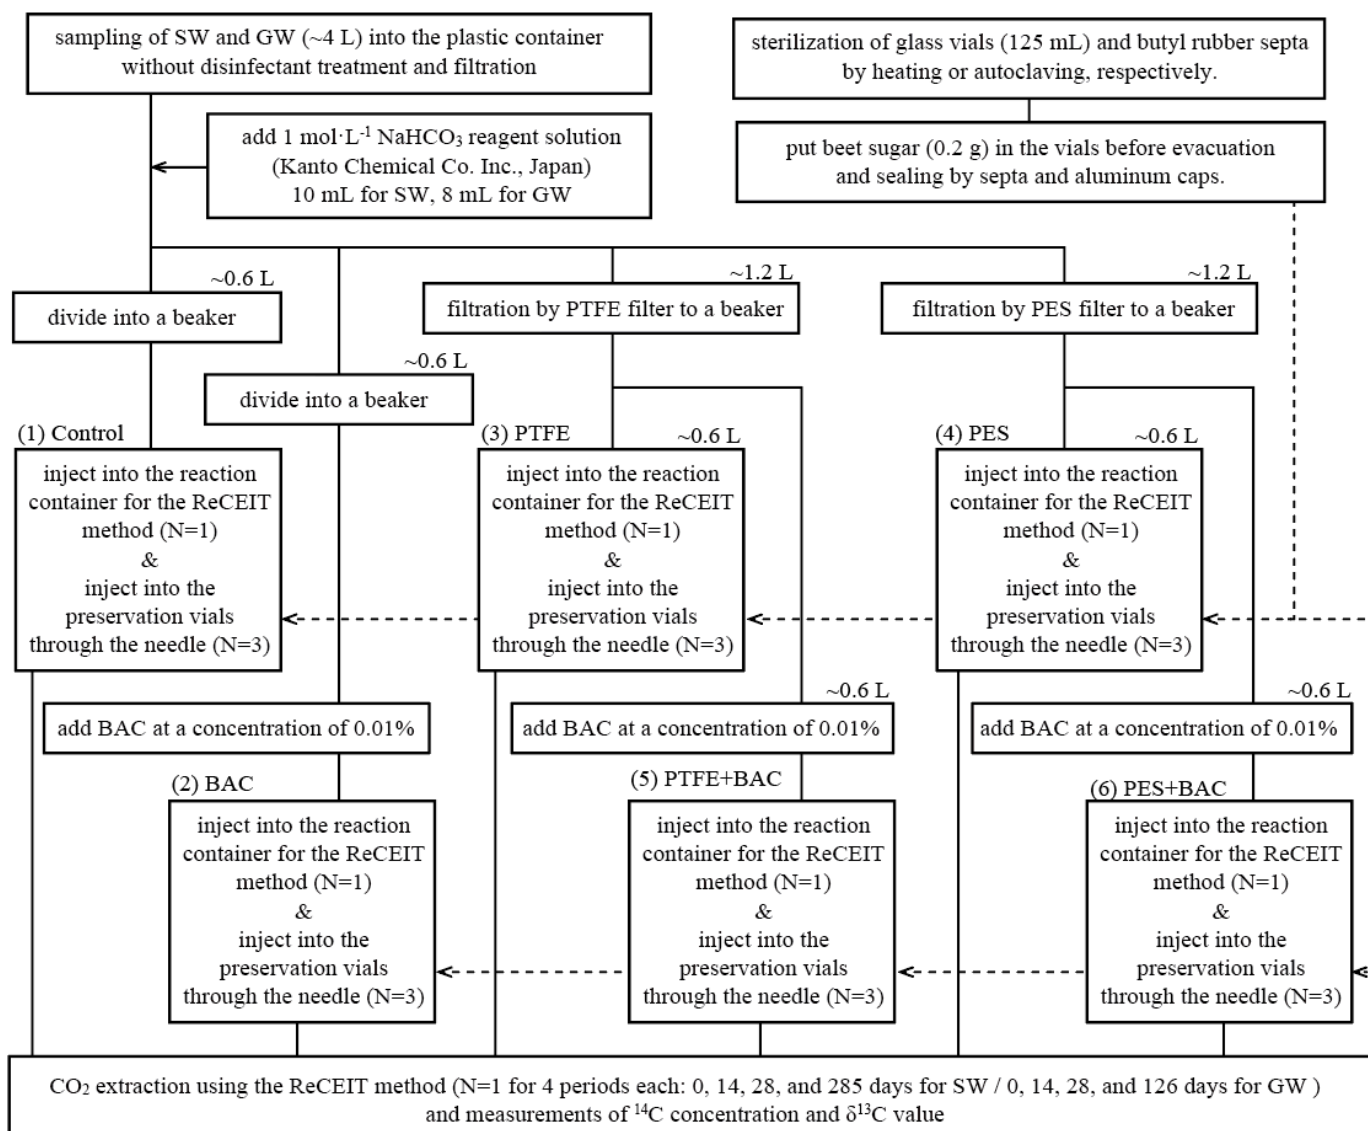 sampling of SW and GW (~4 L) into the plastic container
without disinfectant treatment and filtration
sterilization of glass vials (125 mL) and butyl rubber septa
by heating or autoclaving, respectively.
add 1 mol·L⁻¹ NaHCO₃ reagent solution
(Kanto Chemical Co. Inc., Japan)
10 mL for SW, 8 mL for GW
put beet sugar (0.2 g) in the vials before evacuation
and sealing by septa and aluminum caps.
~0.6 L
divide into a beaker
~1.2 L
filtration by PTFE filter to a beaker
~1.2 L
filtration by PES filter to a beaker
~0.6 L
divide into a beaker
(1) Control
inject into the reaction
container for the ReCEIT
method (N=1)
&
inject into the
preservation vials
through the needle (N=3)
(3) PTFE
~0.6 L
inject into the reaction
container for the ReCEIT
method (N=1)
&
inject into the
preservation vials
through the needle (N=3)
(4) PES
~0.6 L
inject into the reaction
container for the ReCEIT
method (N=1)
&
inject into the
preservation vials
through the needle (N=3)
add BAC at a concentration of 0.01%
~0.6 L
add BAC at a concentration of 0.01%
~0.6 L
add BAC at a concentration of 0.01%
(2) BAC
inject into the reaction
container for the ReCEIT
method (N=1)
&
inject into the
preservation vials
through the needle (N=3)
(5) PTFE+BAC
inject into the reaction
container for the ReCEIT
method (N=1)
&
inject into the
preservation vials
through the needle (N=3)
(6) PES+BAC
inject into the reaction
container for the ReCEIT
method (N=1)
&
inject into the
preservation vials
through the needle (N=3)
CO₂ extraction using the ReCEIT method (N=1 for 4 periods each: 0, 14, 28, and 285 days for SW / 0, 14, 28, and 126 days for GW )
and measurements of ¹⁴C concentration and δ¹³C value